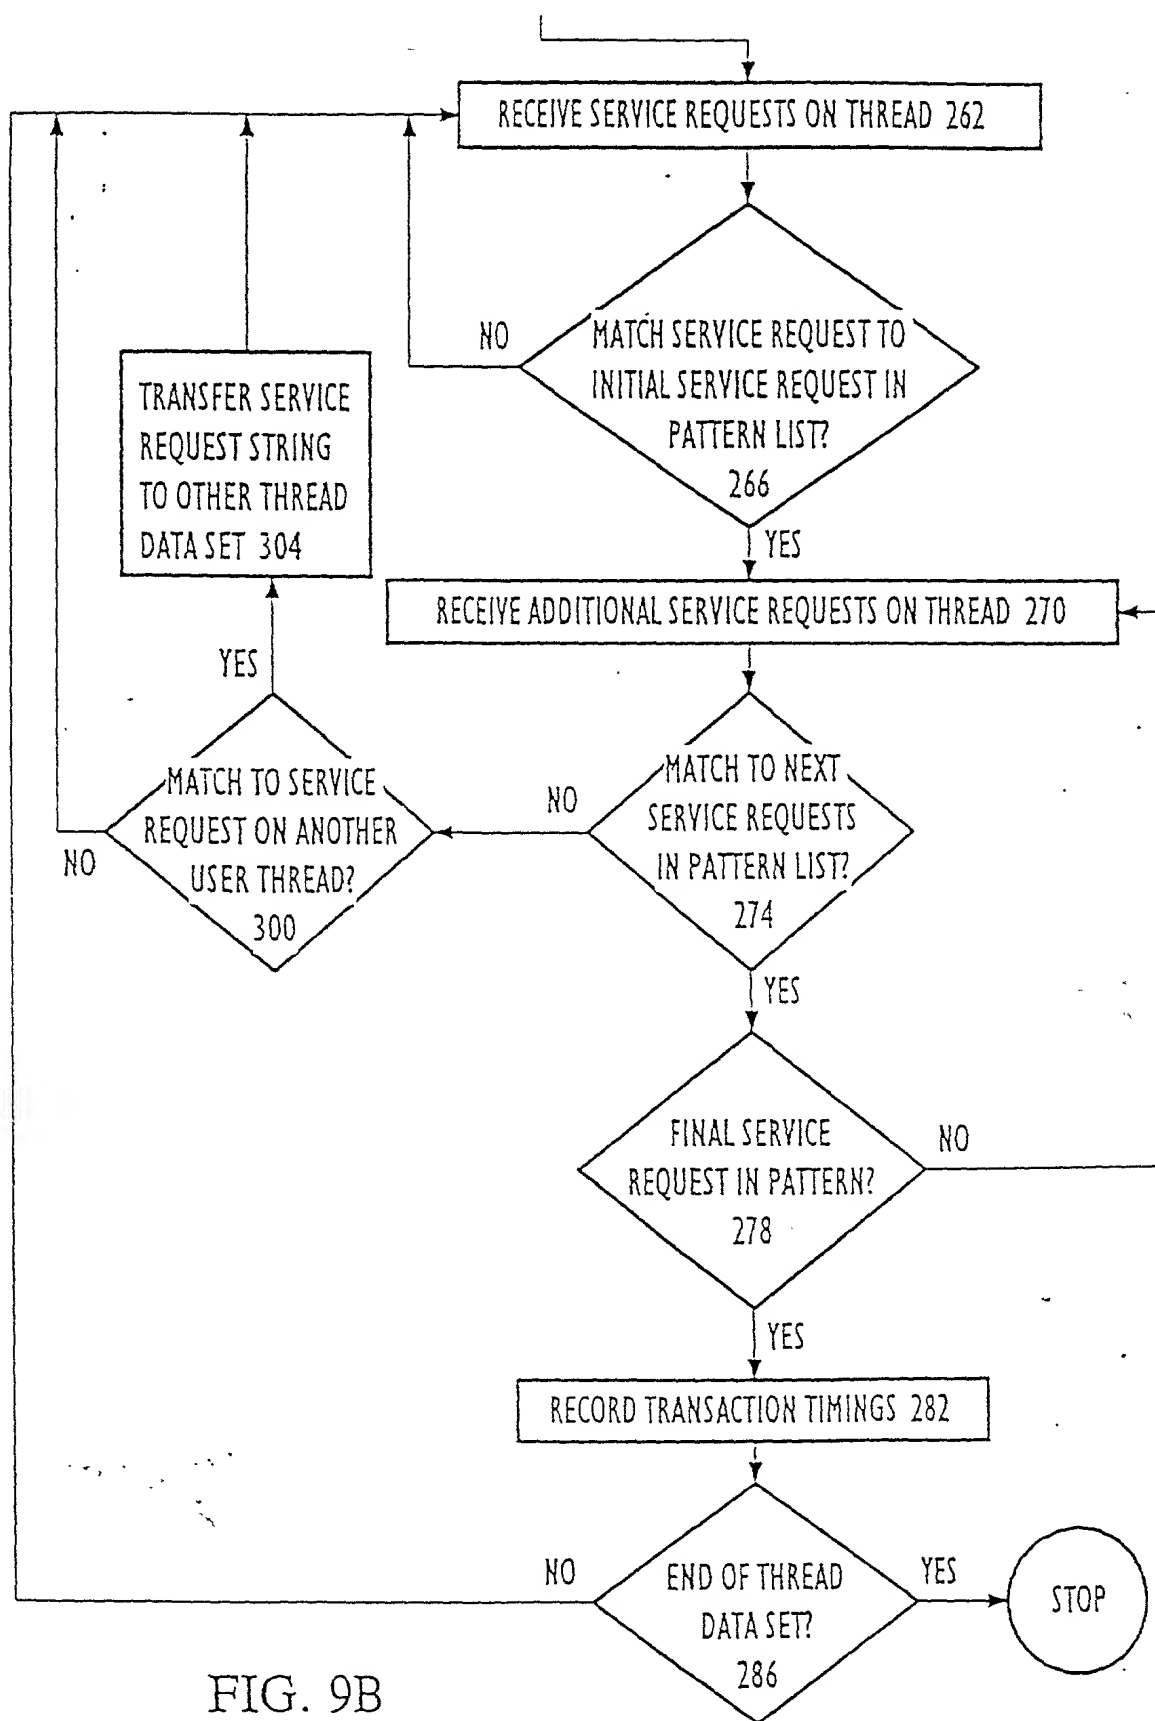 RECEIVE SERVICE REQUESTS ON THREAD 262
NO
MATCH SERVICE REQUEST TO
INITIAL SERVICE REQUEST IN
PATTERN LIST?
266
YES
TRANSFER SERVICE
REQUEST STRING
TO OTHER THREAD
DATA SET 304
RECEIVE ADDITIONAL SERVICE REQUESTS ON THREAD 270
YES
MATCH TO SERVICE
REQUEST ON ANOTHER
USER THREAD?
300
NO
NO
MATCH TO NEXT
SERVICE REQUESTS
IN PATTERN LIST?
274
YES
FINAL SERVICE
REQUEST IN PATTERN?
278
NO
YES
RECORD TRANSACTION TIMINGS 282
NO
END OF THREAD
DATA SET?
286
YES
STOP
FIG. 9B